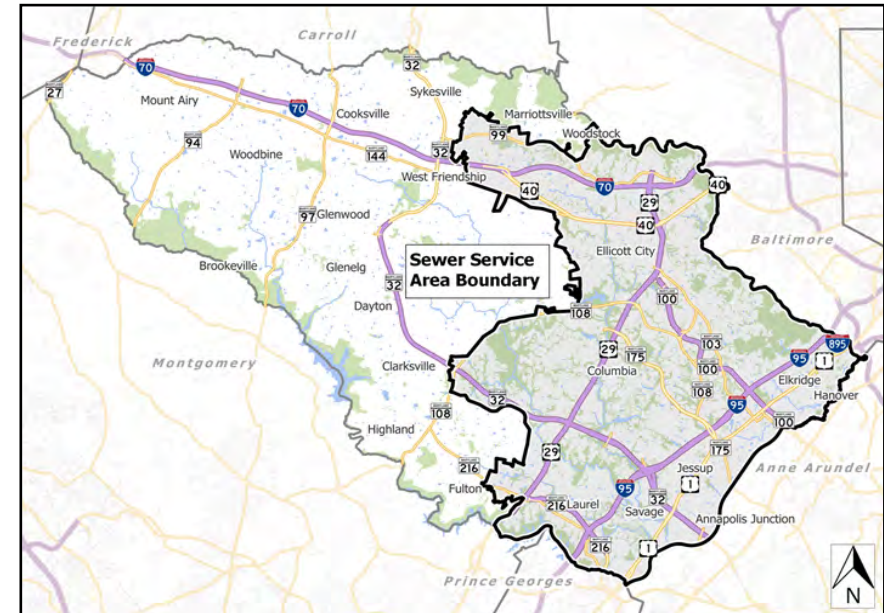 Frederick
Carroll
32
70
27
Mount Airy
Sykesville
70
Cooksville
Marriottsville
94
99
Woodstock
Woodbine
144
32
West Friendship
70
40
40
29
97
Glenwood
40
Ellicott City
Baltimore
Brookeville
Glenelg
Sewer Service
Area Boundary
32
Dayton
100
108
29
175
103
95
895
1
Montgomery
Columbia
100
Elkridge
Clarksville
32
108
95
Hanover
108
100
Highland
29
175
216
Jessup
Anne Arundel
Fulton
95
1
216
Laurel
32
Savage
Annapolis Junction
216
1
Prince Georges
N